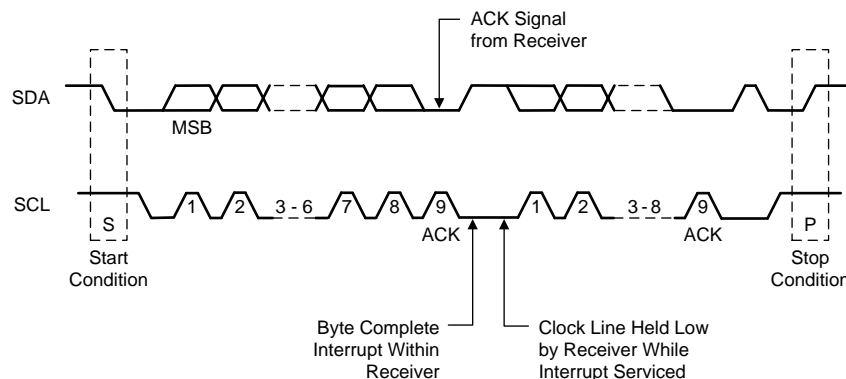 ACK Signal
from Receiver
SDA
MSB
SCL
S
1
2
3 - 6
7
8
9
1
2
3 - 8
9
P
ACK
ACK
Start
Condition
Stop
Condition
Byte Complete
Interrupt Within
Receiver
Clock Line Held Low
by Receiver While
Interrupt Serviced